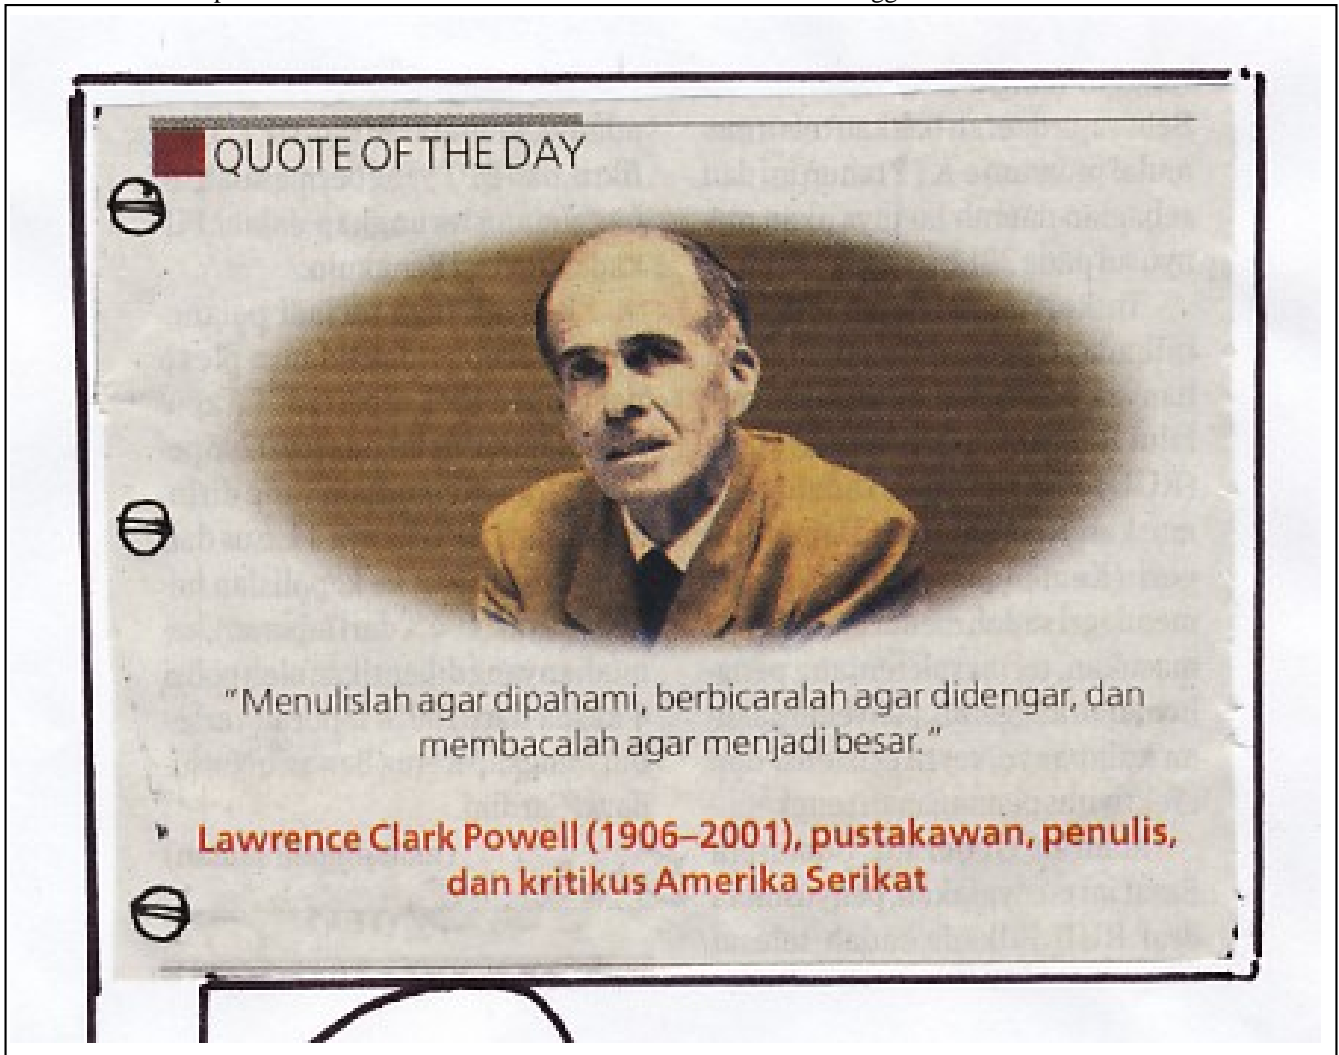 QUOTE OF THE DAY
“Menulislah agar dipahami, berbicaralah agar didengar, dan
membacalah agar menjadi besar.”
Lawrence Clark Powell (1906–2001), pustakawan, penulis,
dan kritikus Amerika Serikat